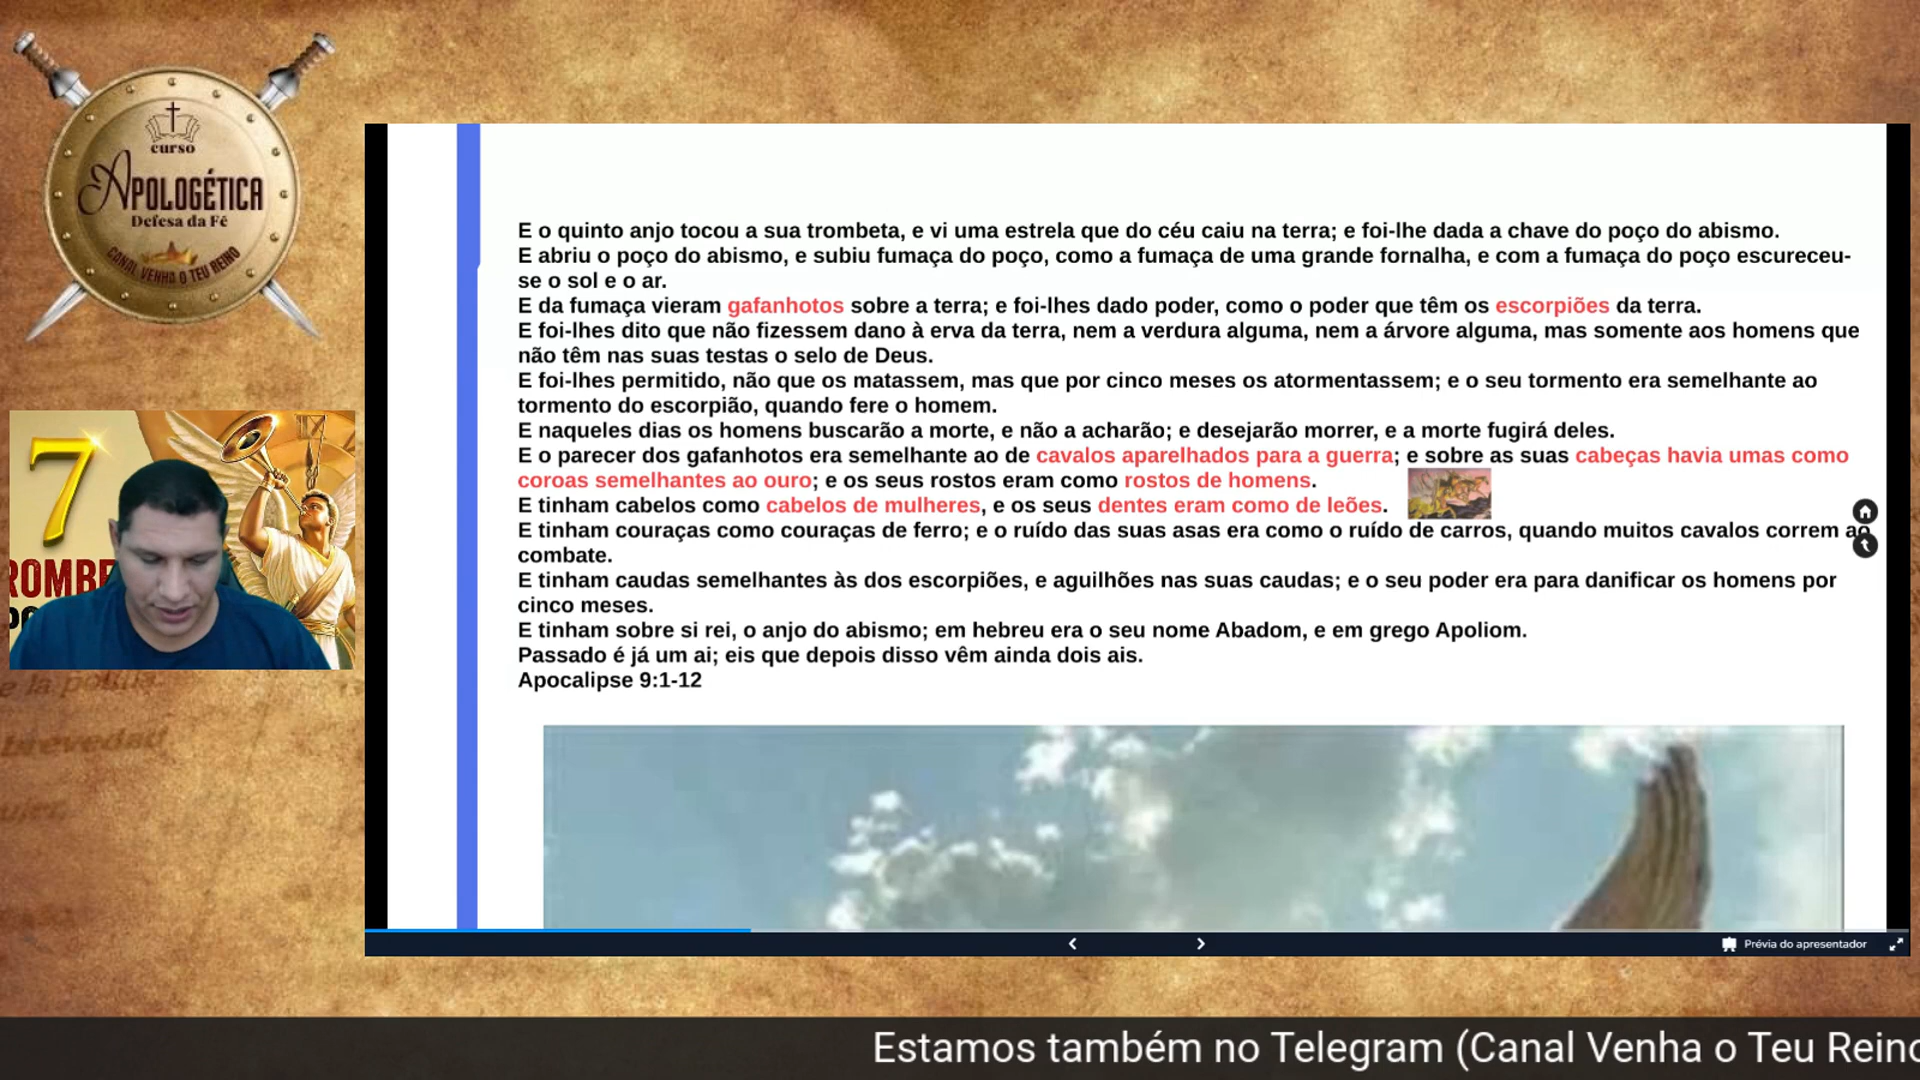 curso
APOLOGÉTICA
Defesa da Fé
CANAL VENHA O TEU REINO
7
ROMBE
E o quinto anjo tocou a sua trombeta, e vi uma estrela que do céu caiu na terra; e foi-lhe dada a chave do poço do abismo.
E abriu o poço do abismo, e subiu fumaça do poço, como a fumaça de uma grande fornalha, e com a fumaça do poço escureceu-
se o sol e o ar.
E da fumaça vieram gafanhotos sobre a terra; e foi-lhes dado poder, como o poder que têm os escorpiões da terra.
E foi-lhes dito que não fizessem dano à erva da terra, nem a verdura alguma, nem a árvore alguma, mas somente aos homens que
não têm nas suas testas o selo de Deus.
E foi-lhes permitido, não que os matassem, mas que por cinco meses os atormentassem; e o seu tormento era semelhante ao
tormento do escorpião, quando fere o homem.
E naqueles dias os homens buscarão a morte, e não a acharão; e desejarão morrer, e a morte fugirá deles.
E o parecer dos gafanhotos era semelhante ao de cavalos aparelhados para a guerra; e sobre as suas cabeças havia umas como
coroas semelhantes ao ouro; e os seus rostos eram como rostos de homens.
E tinham cabelos como cabelos de mulheres, e os seus dentes eram como de leões.
E tinham couraças como couraças de ferro; e o ruído das suas asas era como o ruído de carros, quando muitos cavalos correm ao
combate.
E tinham caudas semelhantes às dos escorpiões, e aguilhões nas suas caudas; e o seu poder era para danificar os homens por
cinco meses.
E tinham sobre si rei, o anjo do abismo; em hebreu era o seu nome Abadom, e em grego Apoliom.
Passado é já um ai; eis que depois disso vêm ainda dois ais.
Apocalipse 9:1-12
Prévia do apresentador
Estamos também no Telegram (Canal Venha o Teu Reino